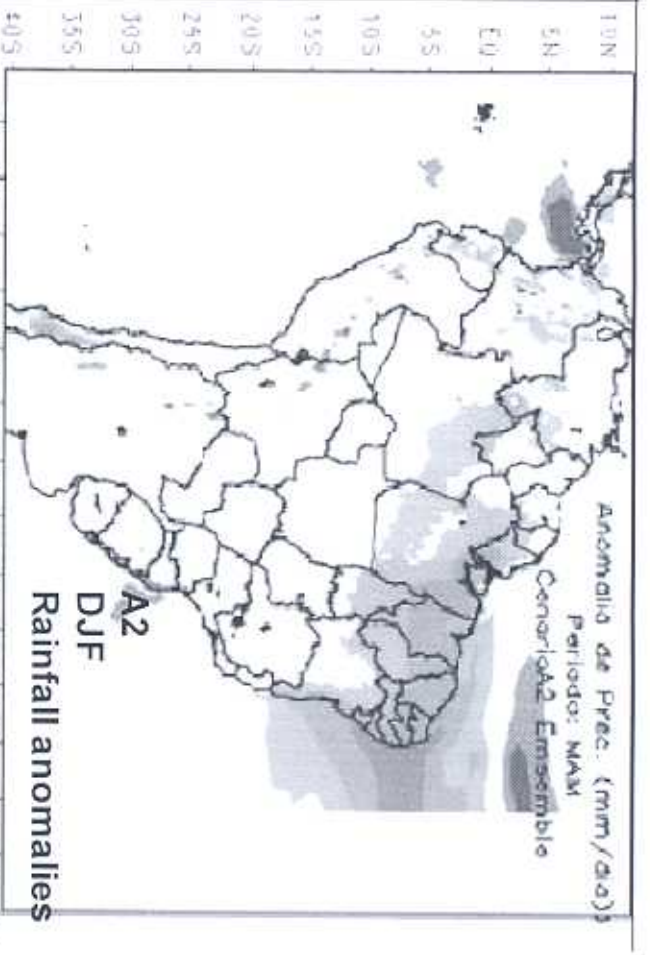 Anomalia de Prec. (mm/dia)
Periodo: MAM
CenarioA2 Ensemble
10N
5N
EQ
5S
10S
15S
20S
25S
30S
35S
40S
A2
DJF
Rainfall anomalies